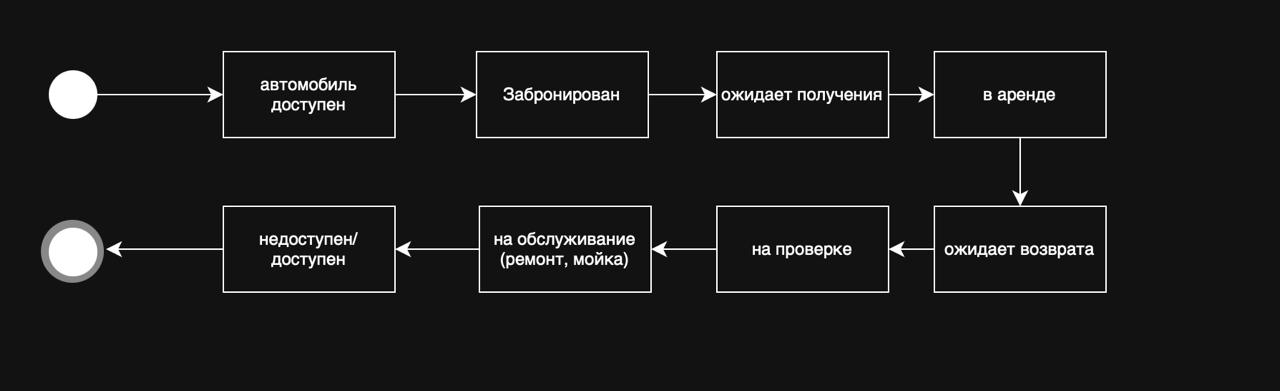 автомобиль
доступен
Забронирован
ожидает получения
в аренде
недоступен/
доступен
на обслуживание
(ремонт, мойка)
на проверке
ожидает возврата